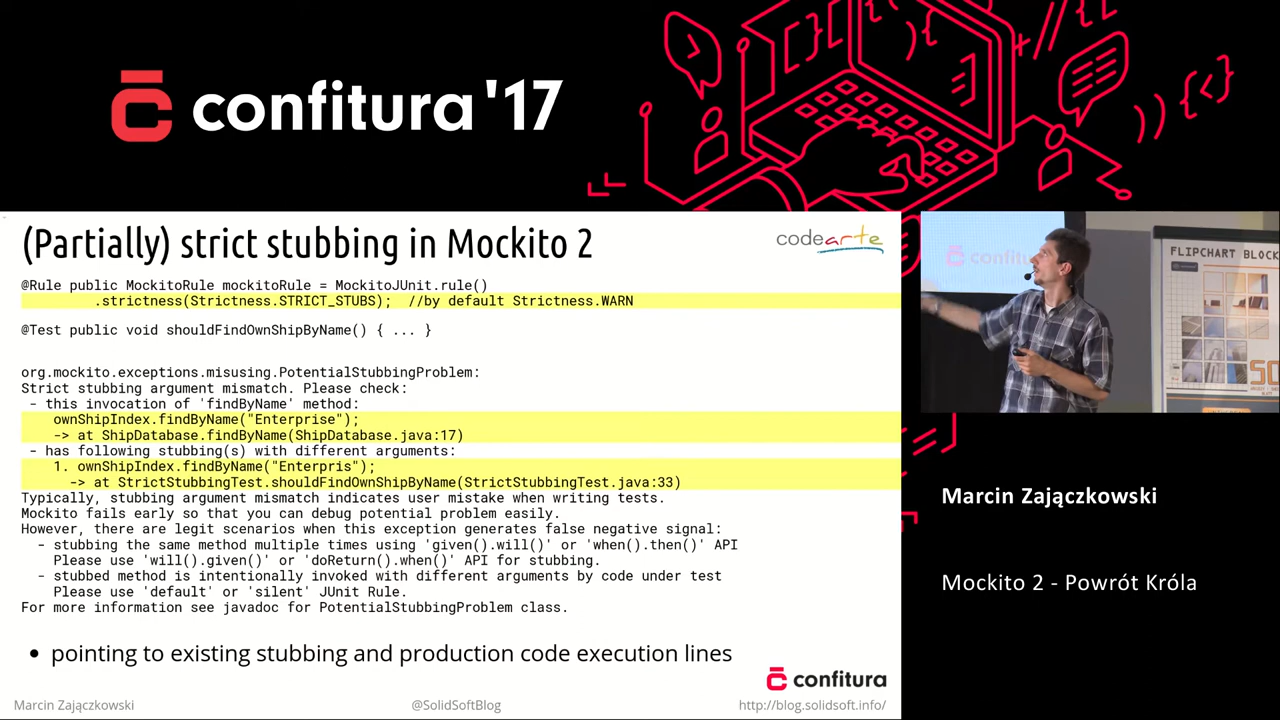 confitura '17
(Partially) strict stubbing in Mockito 2
codearte
@Rule public MockitoRule mockitoRule = MockitoJUnit.rule()
.strictness(Strictness.STRICT_STUBS);  //by default Strictness.WARN
@Test public void shouldFindOwnShipByName() { ... }
org.mockito.exceptions.misusing.PotentialStubbingProblem:
Strict stubbing argument mismatch. Please check:
- this invocation of 'findByName' method:
ownShipIndex.findByName("Enterprise");
-> at ShipDatabase.findByName(ShipDatabase.java:17)
- has following stubbing(s) with different arguments:
1. ownShipIndex.findByName("Enterpris");
-> at StrictStubbingTest.shouldFindOwnShipByName(StrictStubbingTest.java:33)
Typically, stubbing argument mismatch indicates user mistake when writing tests.
Mockito fails early so that you can debug potential problem easily.
However, there are legit scenarios when this exception generates false negative signal:
- stubbing the same method multiple times using 'given().will()' or 'when().then()' API
Please use 'will().given()' or 'doReturn().when()' API for stubbing.
- stubbed method is intentionally invoked with different arguments by code under test
Please use 'default' or 'silent' JUnit Rule.
For more information see javadoc for PotentialStubbingProblem class.
• pointing to existing stubbing and production code execution lines
confitura
Marcin Zajączkowski
@SolidSoftBlog
http://blog.solidsoft.info/
FLIPCHART BLOCK
Marcin Zajączkowski
Mockito 2 - Powrót Króla